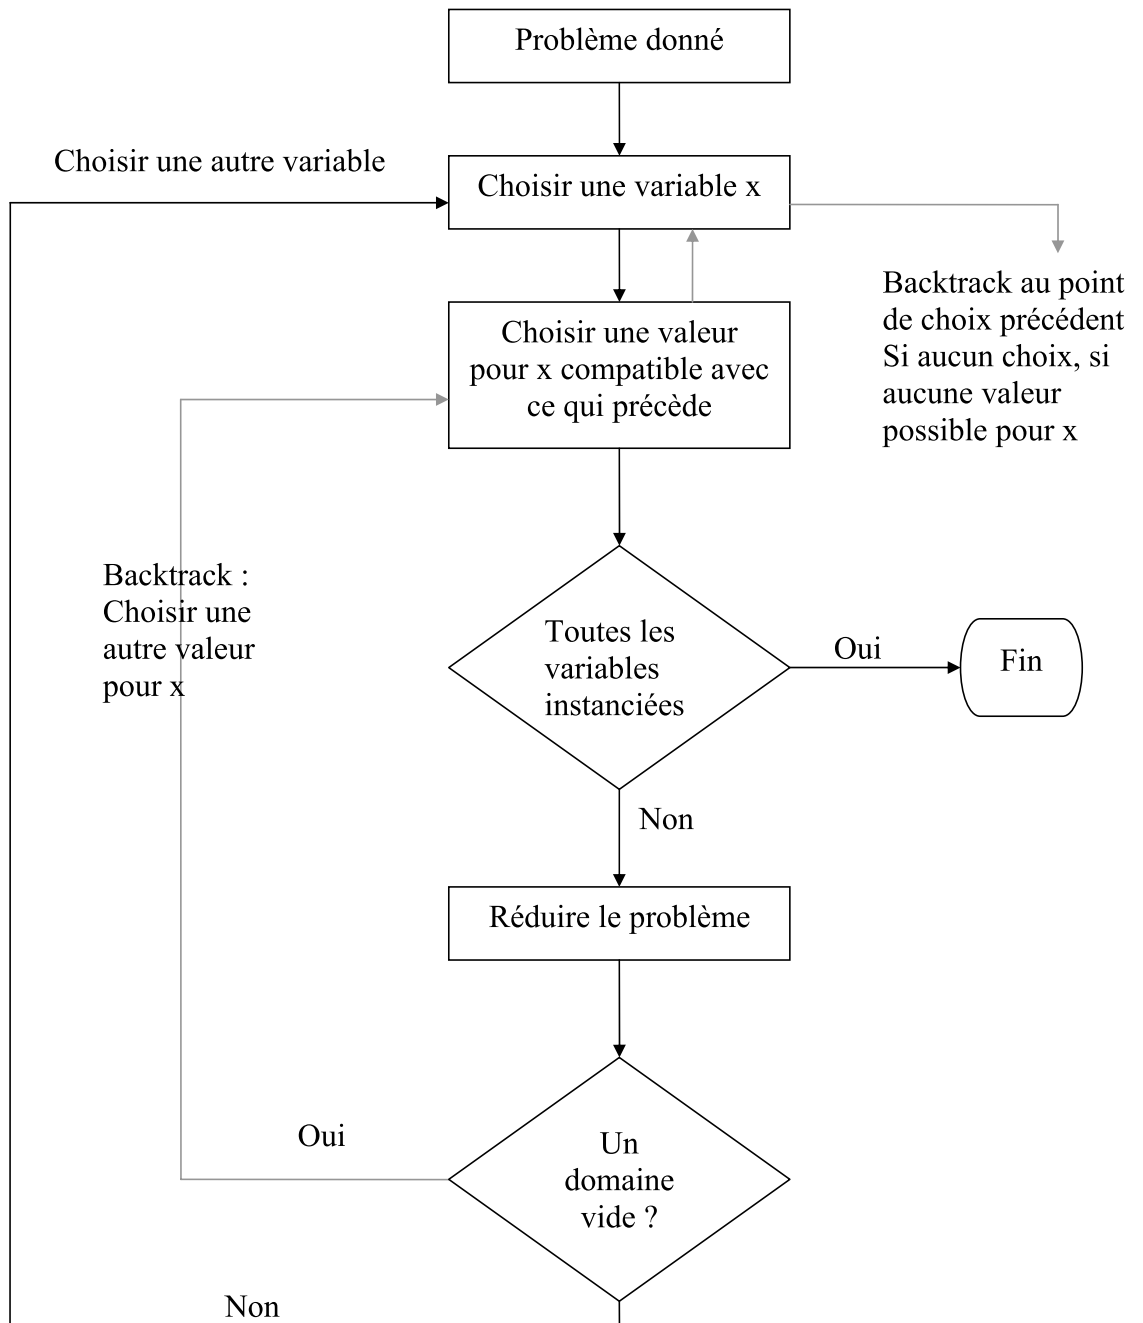 Problème donné
Choisir une autre variable
Choisir une variable x
Backtrack au point
de choix précédent
Si aucun choix, si
aucune valeur
possible pour x
Choisir une valeur
pour x compatible avec
ce qui précède
Backtrack :
Choisir une
autre valeur
pour x
Toutes les
variables
instanciées
Oui
Fin
Non
Réduire le problème
Oui
Un
domaine
vide ?
Non